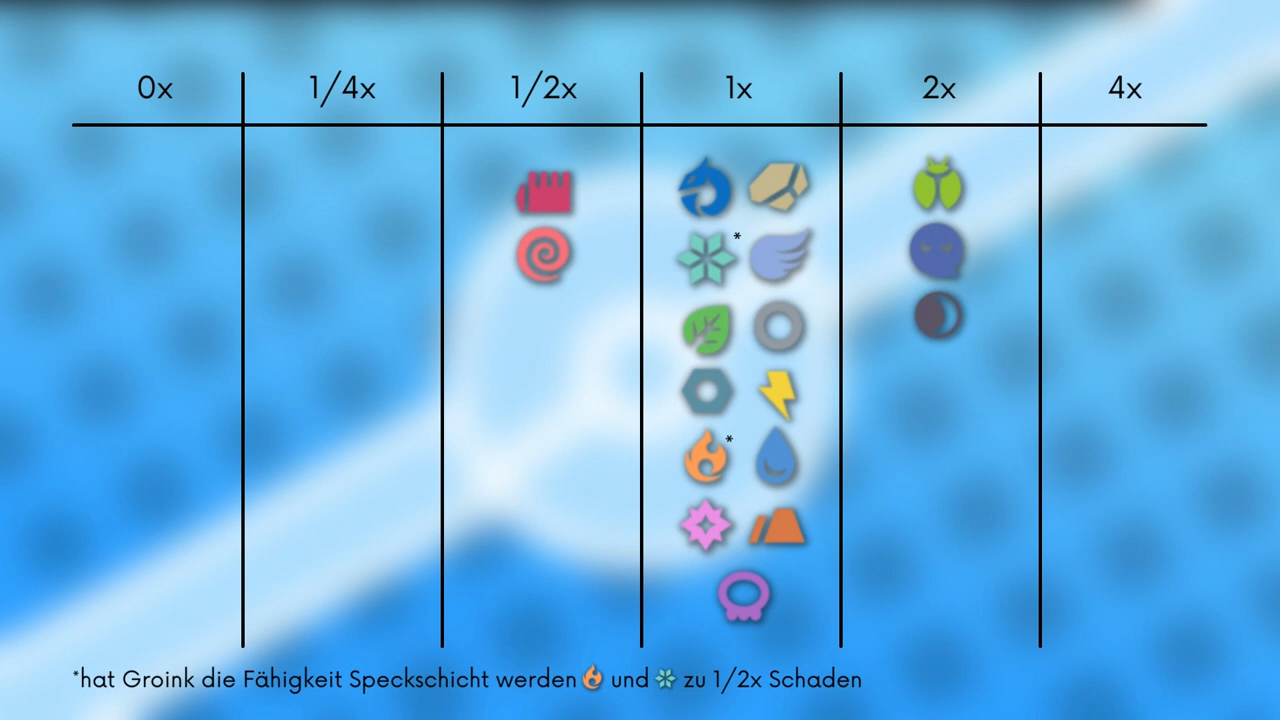 0x 1/4x 1/2x 1x 2x 4x
*
*
*hat Groink die Fähigkeit Speckschicht werden und zu 1/2x Schaden